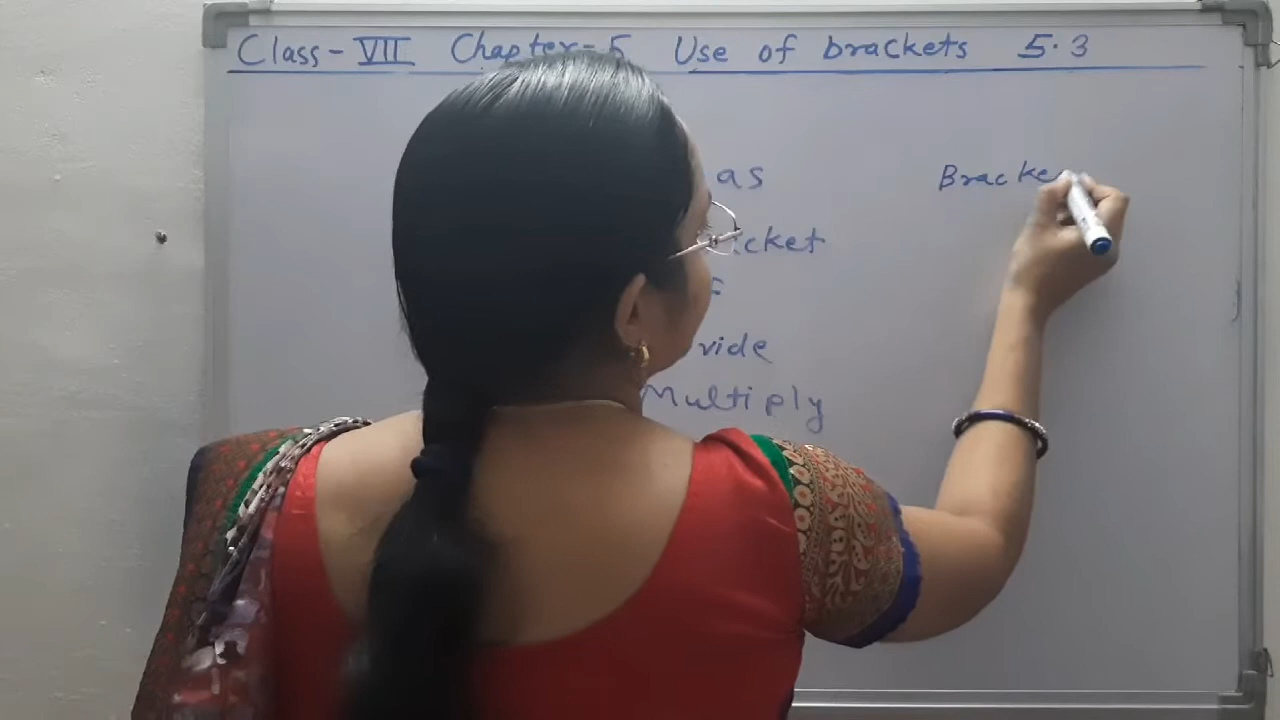 Class-VII Chapter-5 Use of brackets 5.3
as Bracke
cket
vide
Multiply